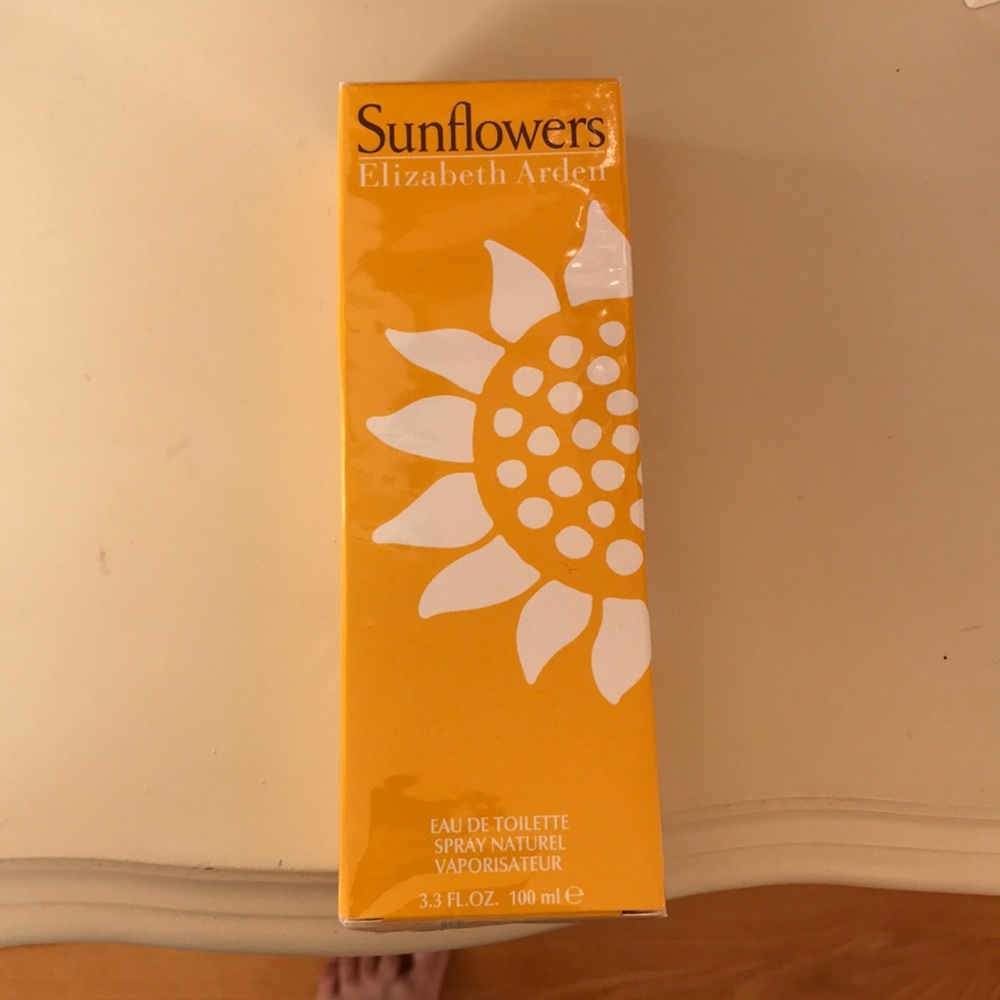 Sunflowers
Elizabeth Arden
EAU DE TOILETTE
SPRAY NATUREL
VAPORISATEUR
3.3 FL.OZ. 100 ml ℮